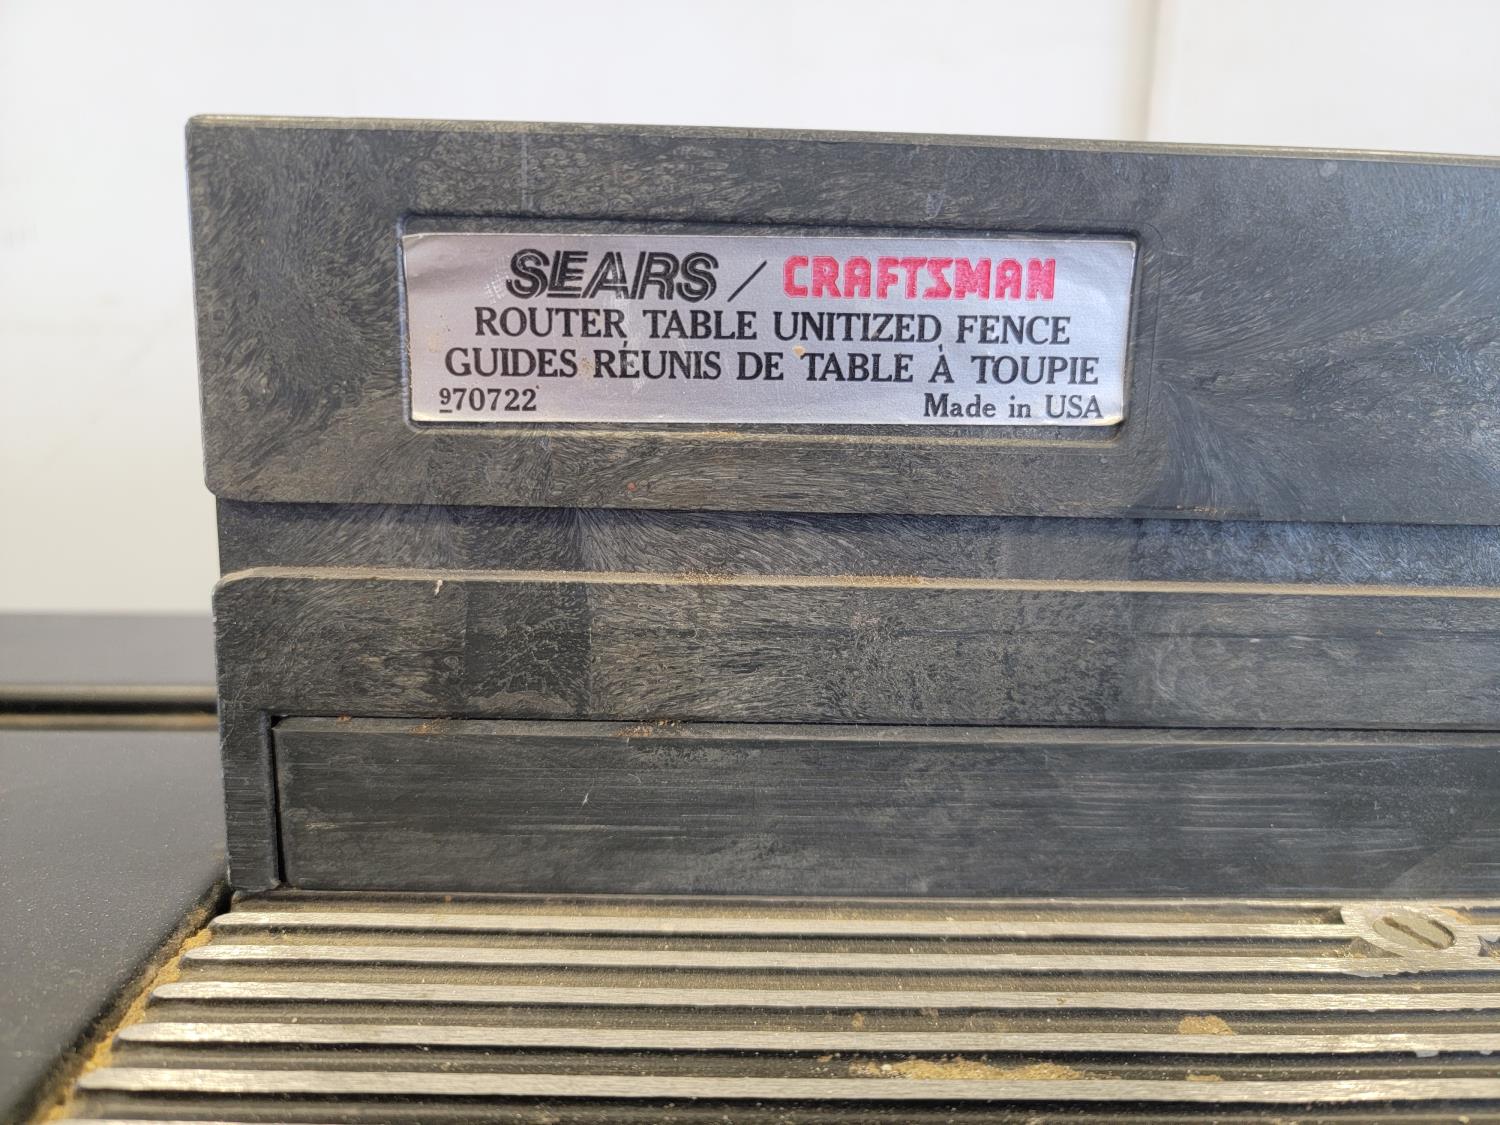 SEARS / CRAFTSMAN
ROUTER TABLE UNITIZED FENCE
GUIDES RÉUNIS DE TABLE À TOUPIE
970722 Made in USA